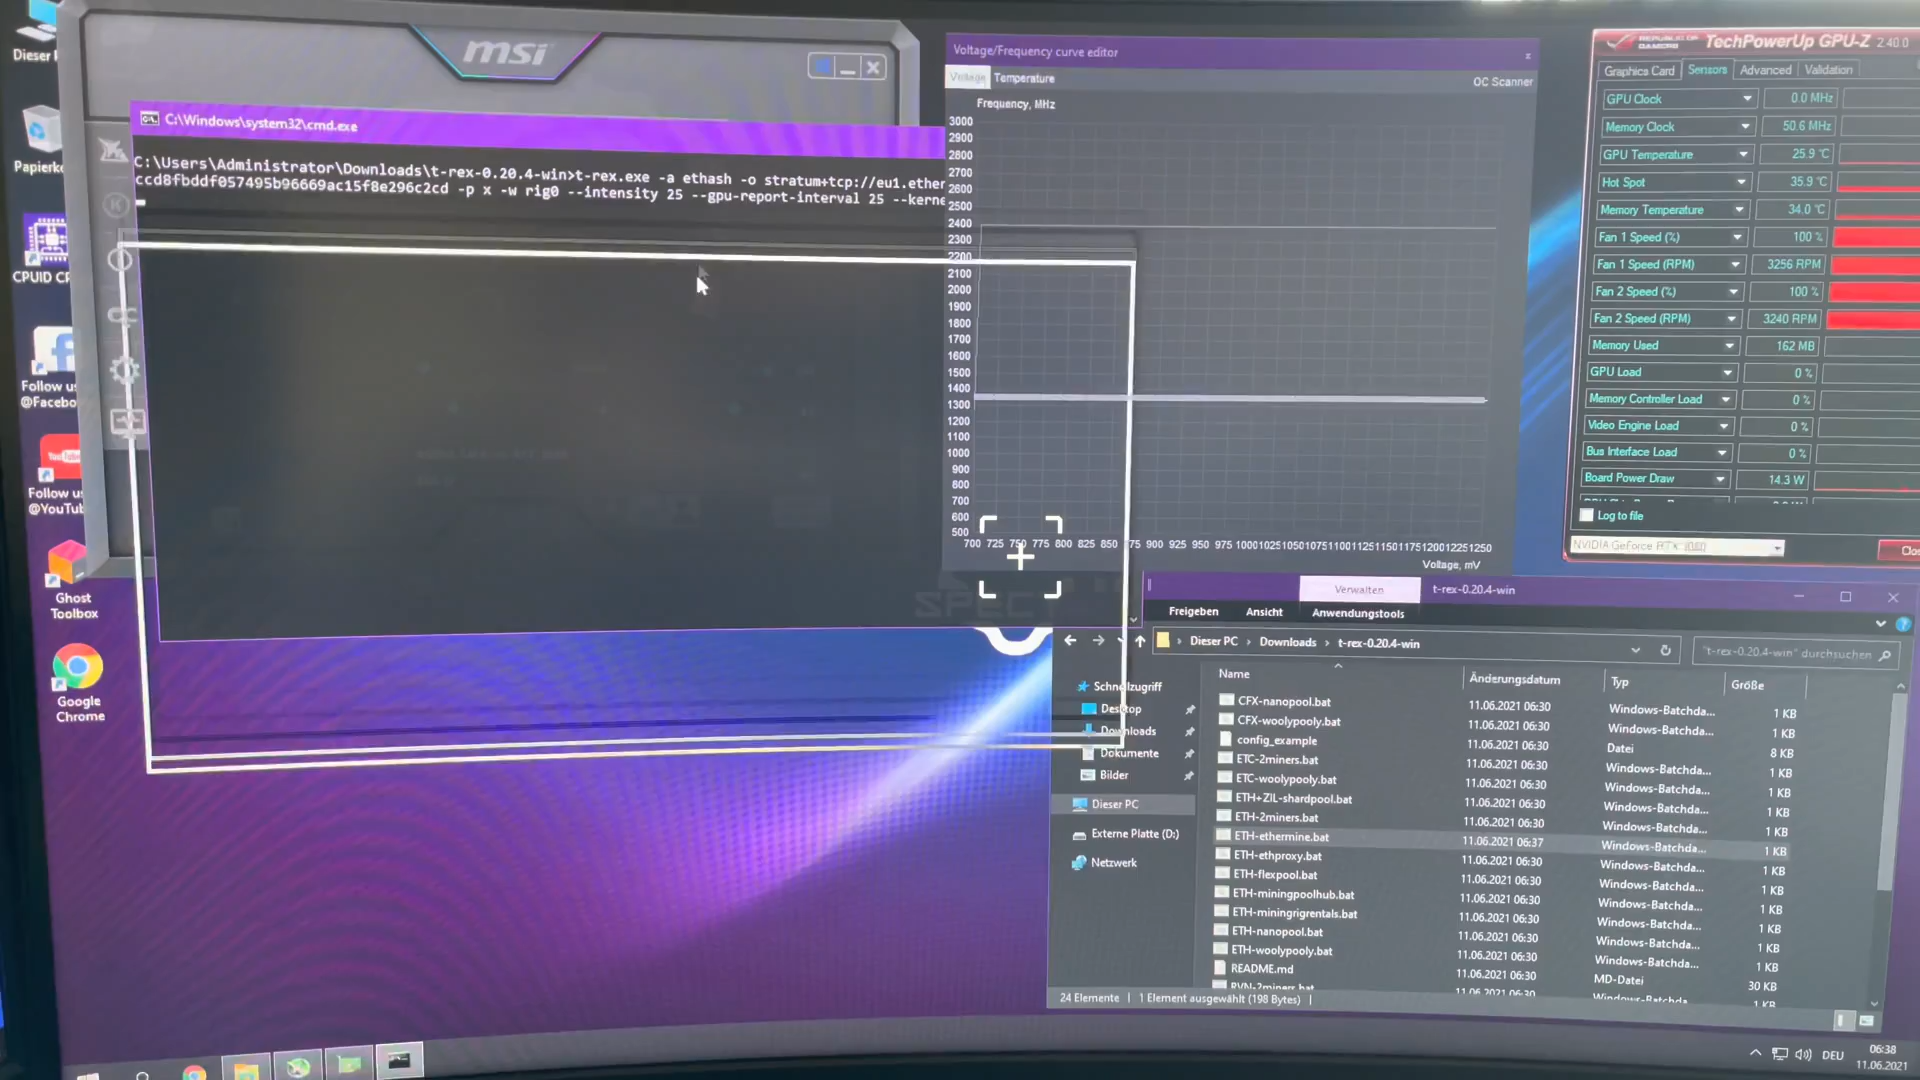 Dieser
Papierk
CPUID CP
Follow us
@Facebo
YouTube
Follow us
@YouTub
Ghost
Toolbox
Google
Chrome
msi
C:\Windows\system32\cmd.exe
C:\Users\Administrator\Downloads\t-rex-0.20.4-win>t-rex.exe -a ethash -o stratum+tcp://eu1.ether
ccd8fbddf057495b96669ac15f8e296c2cd -p x -w rig0 --intensity 25 --gpu-report-interval 25 --kerne
Voltage/Frequency curve editor
Voltage Temperature
OC Scanner
Frequency, MHz
3000
2900
2800
2700
2600
2500
2400
2300
2200
2100
2000
1900
1800
1700
1600
1500
1400
1300
1200
1100
1000
900
800
700
600
500
700 725 750 775 800 825 850 875 900 925 950 975 1000 1025 1050 1075 1100 1125 1150 1175 1200 1225 1250
Voltage, mV
REPUBLIC OF
GAMERS
TechPowerUp GPU-Z 2.40.0
Graphics Card Sensors Advanced Validation
GPU Clock 0.0 MHz
Memory Clock 50.6 MHz
GPU Temperature 25.9 °C
Hot Spot 35.9 °C
Memory Temperature 34.0 °C
Fan 1 Speed (%) 100 %
Fan 1 Speed (RPM) 3256 RPM
Fan 2 Speed (%) 100 %
Fan 2 Speed (RPM) 3240 RPM
Memory Used 162 MB
GPU Load 0 %
Memory Controller Load 0 %
Video Engine Load 0 %
Bus Interface Load 0 %
Board Power Draw 14.3 W
Log to file
NVIDIA GeForce
Clos
Verwalten t-rex-0.20.4-win
Freigeben Ansicht Anwendungstools
Dieser PC > Downloads > t-rex-0.20.4-win
"t-rex-0.20.4-win" durchsuchen
Schnellzugriff
Desktop
Downloads
Dokumente
Bilder
Dieser PC
Externe Platte (D:)
Netzwerk
Name Änderungsdatum Typ Größe
CFX-nanopool.bat 11.06.2021 06:30 Windows-Batchda... 1 KB
CFX-woolypooly.bat 11.06.2021 06:30 Windows-Batchda... 1 KB
config_example 11.06.2021 06:30 Datei 8 KB
ETC-2miners.bat 11.06.2021 06:30 Windows-Batchda... 1 KB
ETC-woolypooly.bat 11.06.2021 06:30 Windows-Batchda... 1 KB
ETH+ZIL-shardpool.bat 11.06.2021 06:30 Windows-Batchda... 1 KB
ETH-2miners.bat 11.06.2021 06:30 Windows-Batchda... 1 KB
ETH-ethermine.bat 11.06.2021 06:37 Windows-Batchda... 1 KB
ETH-ethproxy.bat 11.06.2021 06:30 Windows-Batchda... 1 KB
ETH-flexpool.bat 11.06.2021 06:30 Windows-Batchda... 1 KB
ETH-miningpoolhub.bat 11.06.2021 06:30 Windows-Batchda... 1 KB
ETH-miningrigrentals.bat 11.06.2021 06:30 Windows-Batchda... 1 KB
ETH-nanopool.bat 11.06.2021 06:30 Windows-Batchda... 1 KB
ETH-woolypooly.bat 11.06.2021 06:30 Windows-Batchda... 1 KB
README.md 11.06.2021 06:30 MD-Datei 30 KB
RVN-2miners.bat 11.06.2021 06:30 Windows-Batchda... 1 KB
24 Elemente | 1 Element ausgewählt (198 Bytes) |
DEU
06:38
11.06.2021